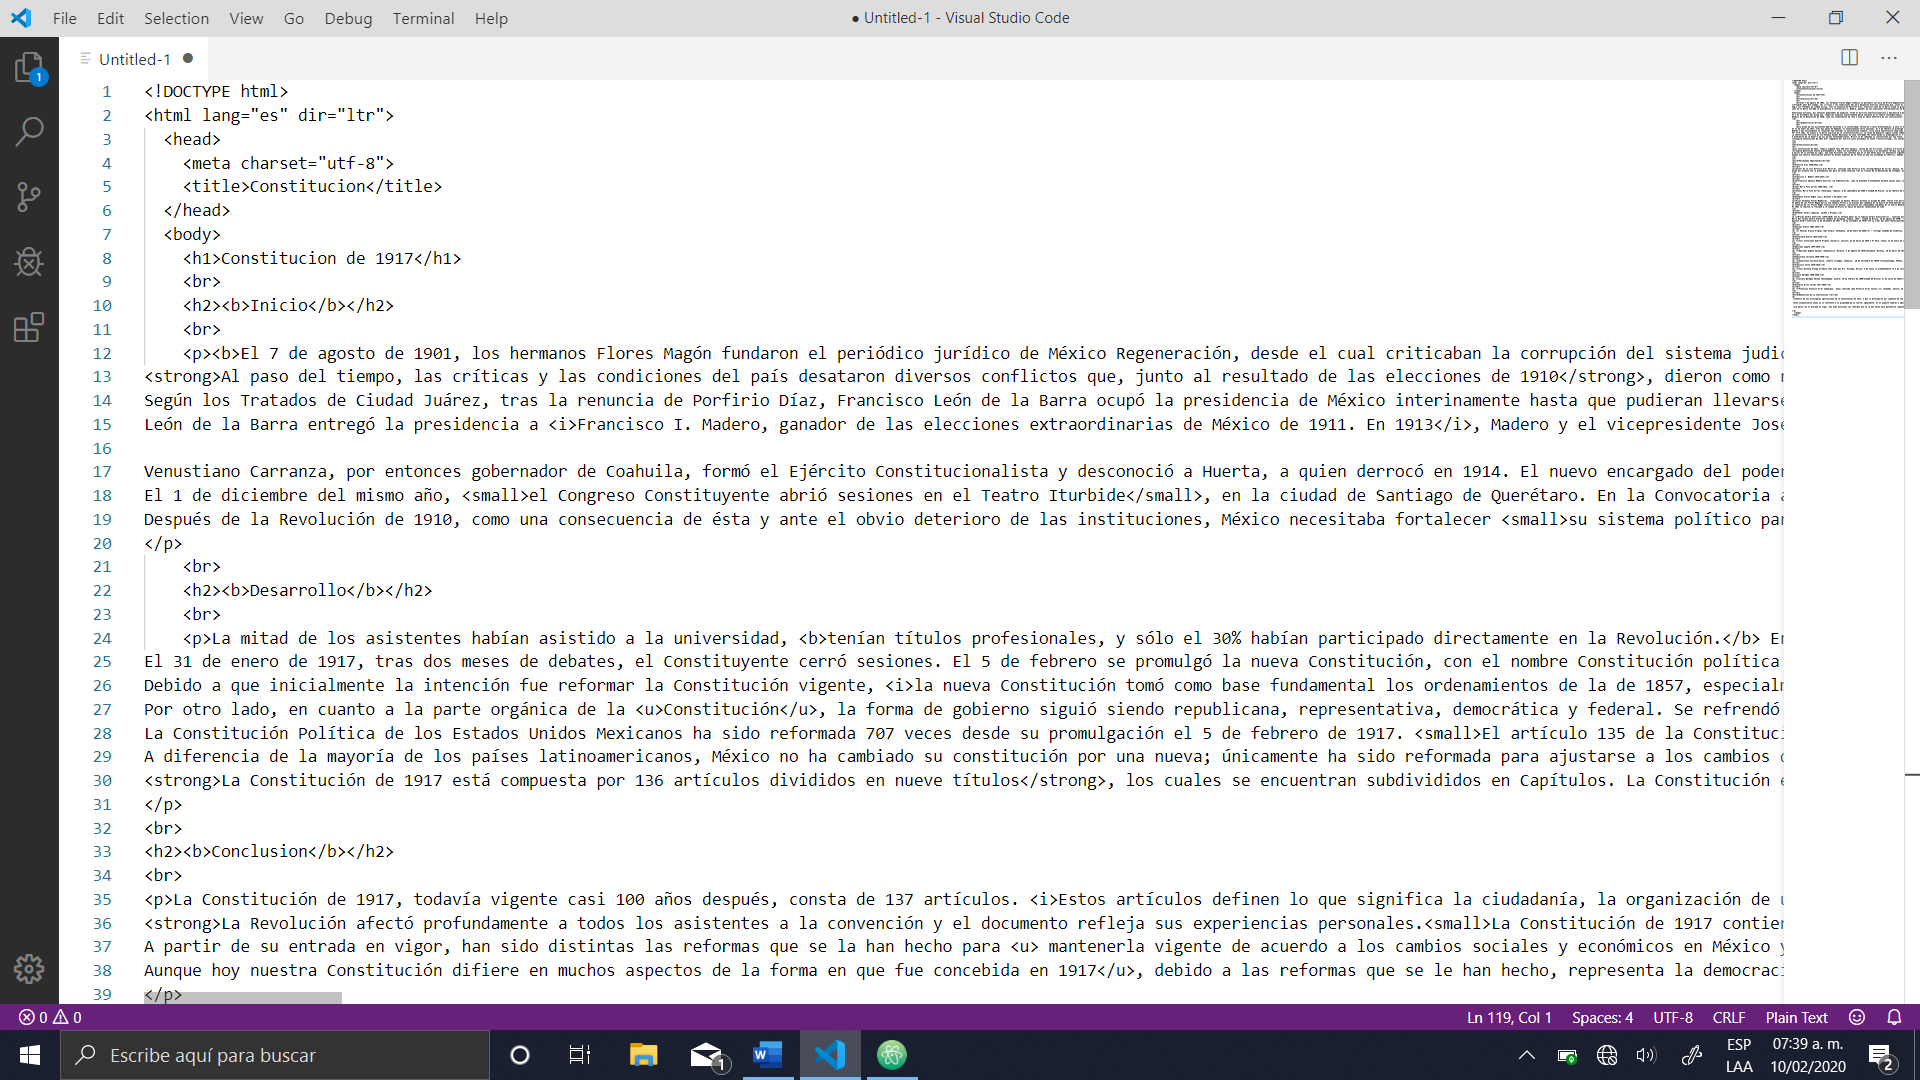 File Edit Selection View Go Debug Terminal Help
● Untitled-1 - Visual Studio Code
Untitled-1
1 <!DOCTYPE html>
2 <html lang="es" dir="ltr">
3 <head>
4 <meta charset="utf-8">
5 <title>Constitucion</title>
6 </head>
7 <body>
8 <h1>Constitucion de 1917</h1>
9 <br>
10 <h2><b>Inicio</b></h2>
11 <br>
12 <p><b>El 7 de agosto de 1901, los hermanos Flores Magón fundaron el periódico jurídico de México Regeneración, desde el cual criticaban la corrupción del sistema
13 <strong>Al paso del tiempo, las críticas y las condiciones del país desataron diversos conflictos que, junto al resultado de las elecciones de 1910</strong>, dieron como
14 Según los Tratados de Ciudad Juárez, tras la renuncia de Porfirio Díaz, Francisco León de la Barra ocupó la presidencia de México interinamente hasta que pudieran
15 León de la Barra entregó la presidencia a <i>Francisco I. Madero, ganador de las elecciones extraordinarias de México de 1911. En 1913</i>, Madero y el vicepresidente
16
17 Venustiano Carranza, por entonces gobernador de Coahuila, formó el Ejército Constitucionalista y desconoció a Huerta, a quien derrocó en 1914. El nuevo encargado del
18 El 1 de diciembre del mismo año, <small>el Congreso Constituyente abrió sesiones en el Teatro Iturbide</small>, en la ciudad de Santiago de Querétaro. En la Convocatoria
19 Después de la Revolución de 1910, como una consecuencia de ésta y ante el obvio deterioro de las instituciones, México necesitaba fortalecer <small>su sistema político
20 </p>
21 <br>
22 <h2><b>Desarrollo</b></h2>
23 <br>
24 <p>La mitad de los asistentes habían asistido a la universidad, <b>tenían títulos profesionales, y sólo el 30% habían participado directamente en la Revolución.</b>
25 El 31 de enero de 1917, tras dos meses de debates, el Constituyente cerró sesiones. El 5 de febrero se promulgó la nueva Constitución, con el nombre Constitución política
26 Debido a que inicialmente la intención fue reformar la Constitución vigente, <i>la nueva Constitución tomó como base fundamental los ordenamientos de la de 1857,
27 Por otro lado, en cuanto a la parte orgánica de la <u>Constitución</u>, la forma de gobierno siguió siendo republicana, representativa, democrática y federal. Se refrendó
28 La Constitución Política de los Estados Unidos Mexicanos ha sido reformada 707 veces desde su promulgación el 5 de febrero de 1917. <small>El artículo 135 de la
29 A diferencia de la mayoría de los países latinoamericanos, México no ha cambiado su constitución por una nueva; únicamente ha sido reformada para ajustarse a los cambios
30 <strong>La Constitución de 1917 está compuesta por 136 artículos divididos en nueve títulos</strong>, los cuales se encuentran subdivididos en Capítulos. La Constitución
31 </p>
32 <br>
33 <h2><b>Conclusion</b></h2>
34 <br>
35 <p>La Constitución de 1917, todavía vigente casi 100 años después, consta de 137 artículos. <i>Estos artículos definen lo que significa la ciudadanía, la organización de
36 <strong>La Revolución afectó profundamente a todos los asistentes a la convención y el documento refleja sus experiencias personales.<small>La Constitución de 1917
37 A partir de su entrada en vigor, han sido distintas las reformas que se la han hecho para <u> mantenerla vigente de acuerdo a los cambios sociales y económicos en México
38 Aunque hoy nuestra Constitución difiere en muchos aspectos de la forma en que fue concebida en 1917</u>, debido a las reformas que se le han hecho, representa la
39 </p>
0 0 Ln 119, Col 1 Spaces: 4 UTF-8 CRLF Plain Text
Escribe aquí para buscar
ESP 07:39 a. m.
LAA 10/02/2020